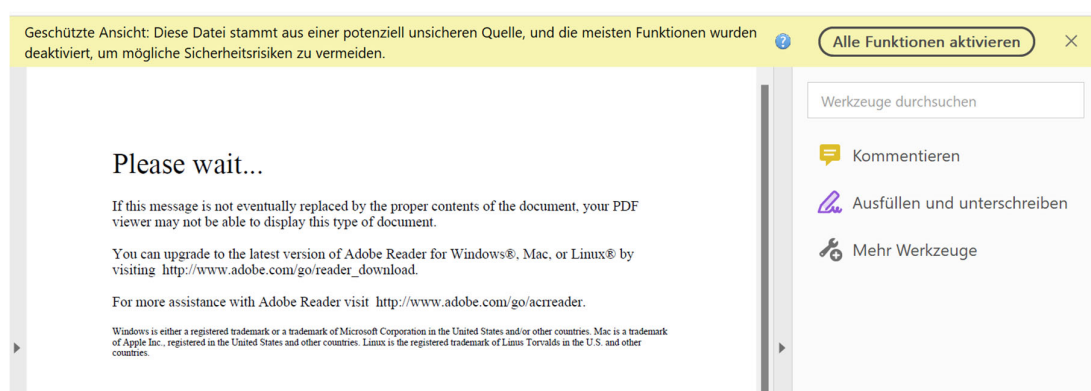 Geschützte Ansicht: Diese Datei stammt aus einer potenziell unsicheren Quelle, und die meisten Funktionen wurden
deaktiviert, um mögliche Sicherheitsrisiken zu vermeiden.
?
Alle Funktionen aktivieren
Werkzeuge durchsuchen
Kommentieren
Ausfüllen und unterschreiben
Mehr Werkzeuge
Please wait...
If this message is not eventually replaced by the proper contents of the document, your PDF
viewer may not be able to display this type of document.
You can upgrade to the latest version of Adobe Reader for Windows®, Mac, or Linux® by
visiting http://www.adobe.com/go/reader_download.
For more assistance with Adobe Reader visit http://www.adobe.com/go/acrreader.
Windows is either a registered trademark or a trademark of Microsoft Corporation in the United States and/or other countries. Mac is a trademark
of Apple Inc., registered in the United States and other countries. Linux is the registered trademark of Linus Torvalds in the U.S. and other
countries.